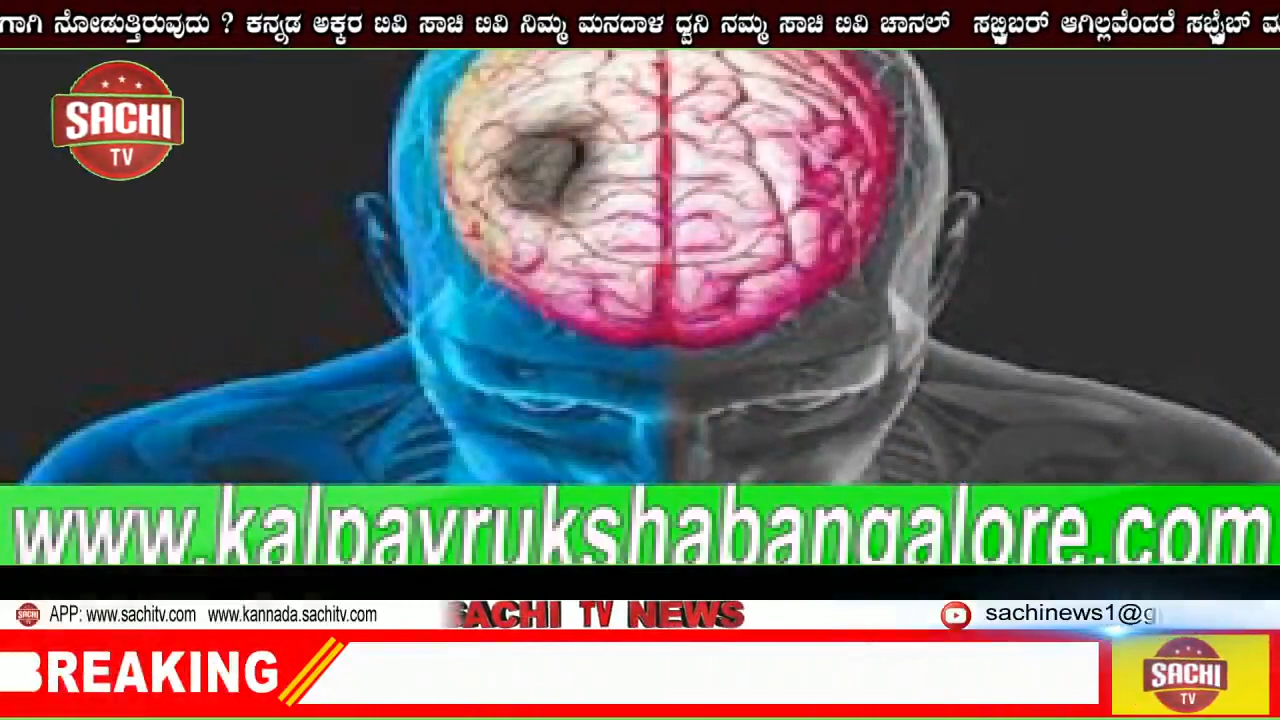 ಗಾಗಿ ನೋಡುತ್ತಿರುವುದು ? ಕನ್ನಡ ಅಕ್ಕರ ಟಿವಿ ಸಾಚಿ ಟಿವಿ ನಿಮ್ಮ ಮನದಾಳ ಧ್ವನಿ ನಮ್ಮ ಸಾಚಿ ಟಿವಿ ಚಾನಲ್ ಸಬ್ಸ್ಕ್ರಿಬರ್ ಆಗಿಲ್ಲವೆಂದರೆ
SACHI
TV
www.kalpavrukshabangalore.com
SACHI APP: www.sachitv.com www.kannada.sachitv.com SACHI TV NEWS sachinews1@g
BREAKING
SACHI
TV